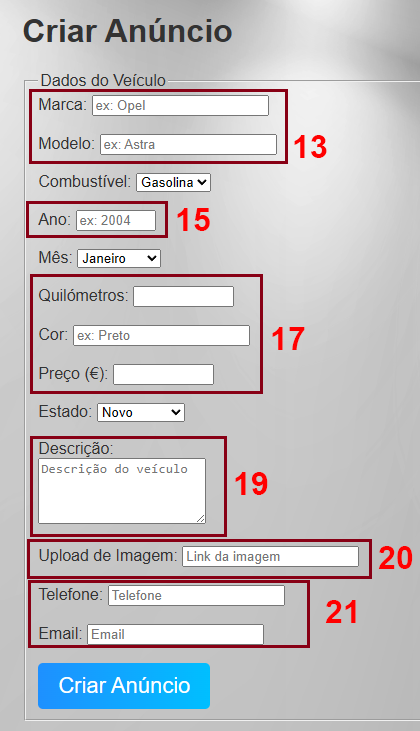 Criar Anúncio
Dados do Veículo
Marca: ex: Opel
Modelo: ex: Astra
13
Combustível: Gasolina
Ano: ex: 2004
15
Mês: Janeiro
Quilómetros:
Cor: ex: Preto
17
Preço (€):
Estado: Novo
Descrição:
Descrição do veículo
19
Upload de Imagem: Link da imagem
20
Telefone: Telefone
21
Email: Email
Criar Anúncio